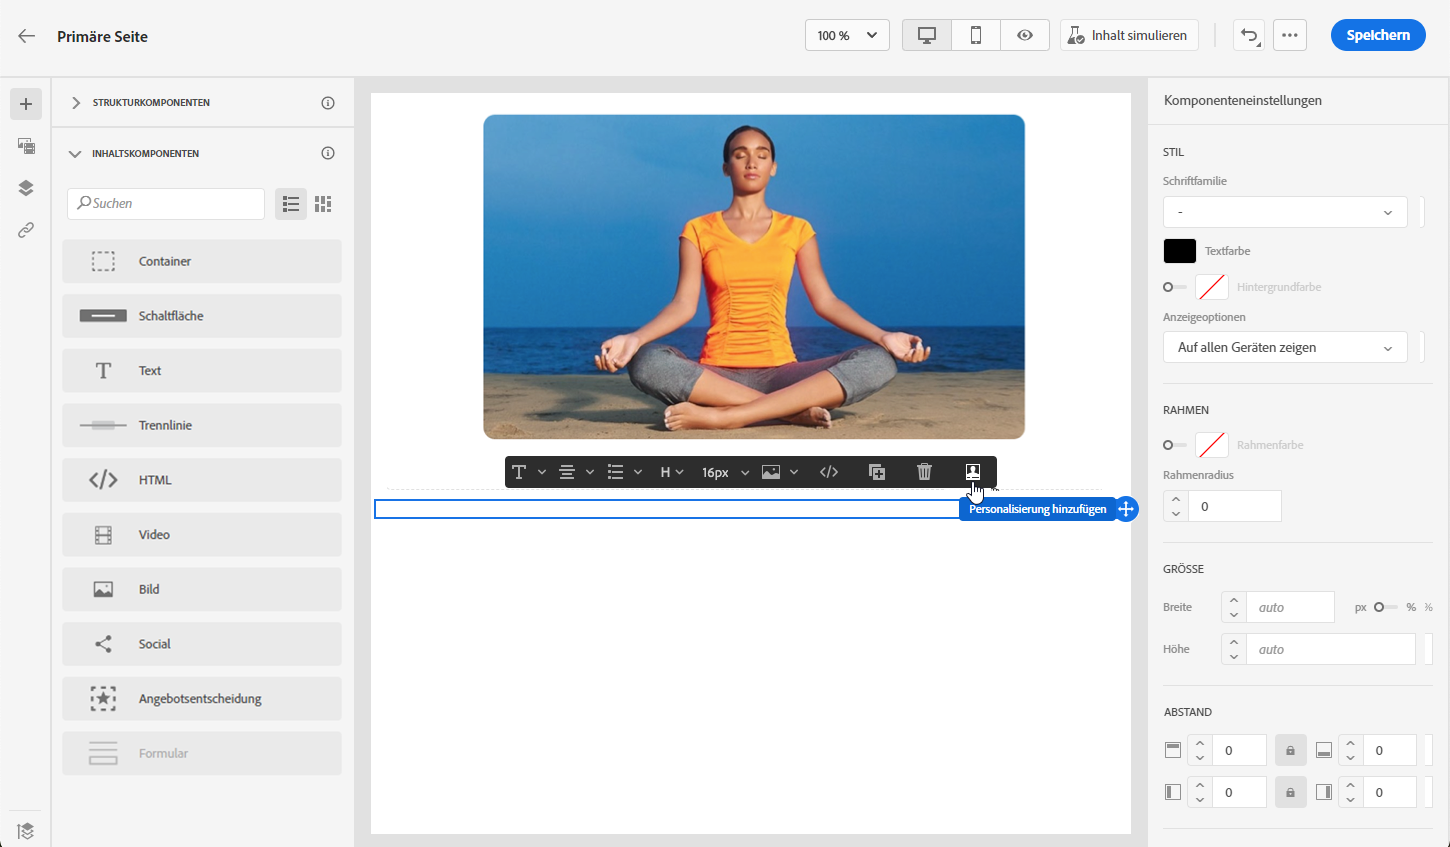 Primäre Seite
100 %
Inhalt simulieren
Speichern
STRUKTURKOMPONENTEN
INHALTSKOMPONENTEN
Suchen
Container
Schaltfläche
Text
Trennlinie
HTML
Video
Bild
Social
Angebotsentscheidung
Formular
H
16px
Personalisierung hinzufügen
Komponenteneinstellungen
STIL
Schriftfamilie
-
Textfarbe
Hintergrundfarbe
Anzeigeoptionen
Auf allen Geräten zeigen
RAHMEN
Rahmenfarbe
Rahmenradius
0
GRÖSSE
Breite
auto
px
%
Höhe
auto
ABSTAND
0
0
0
0